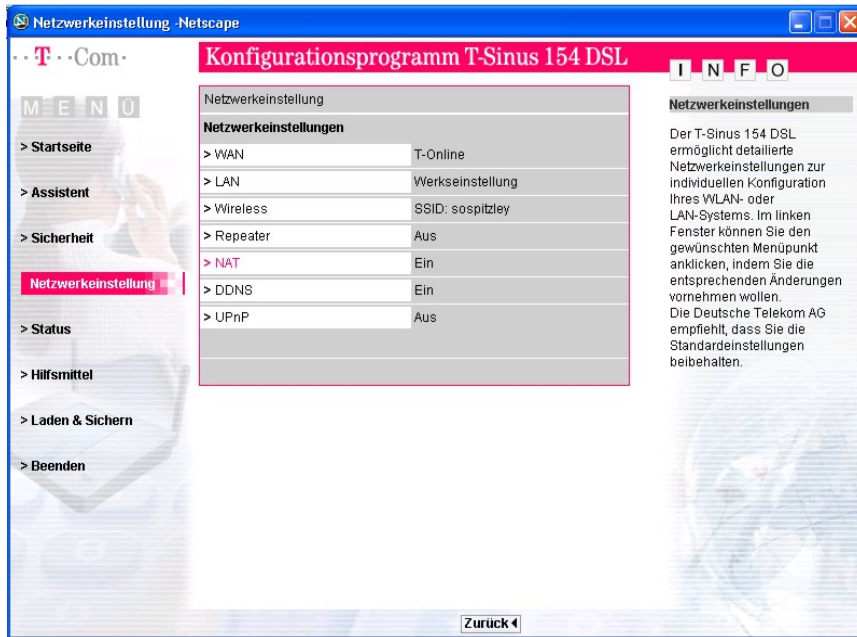 Netzwerkeinstellung -Netscape
··T··Com·
Konfigurationsprogramm T-Sinus 154 DSL
INFO
MENÜ
> Startseite
> Assistent
> Sicherheit
Netzwerkeinstellung
> Status
> Hilfsmittel
> Laden & Sichern
> Beenden
Netzwerkeinstellung
Netzwerkeinstellungen
> WAN T-Online
> LAN Werkseinstellung
> Wireless SSID: sospitzley
> Repeater Aus
> NAT Ein
> DDNS Ein
> UPnP Aus
Netzwerkeinstellungen
Der T-Sinus 154 DSL
ermöglicht detailierte
Netzwerkeinstellungen zur
individuellen Konfiguration
Ihres WLAN- oder
LAN-Systems. Im linken
Fenster können Sie den
gewünschten Menüpunkt
anklicken, indem Sie die
entsprechenden Änderungen
vornehmen wollen.
Die Deutsche Telekom AG
empfiehlt, dass Sie die
Standardeinstellungen
beibehalten.
Zurück